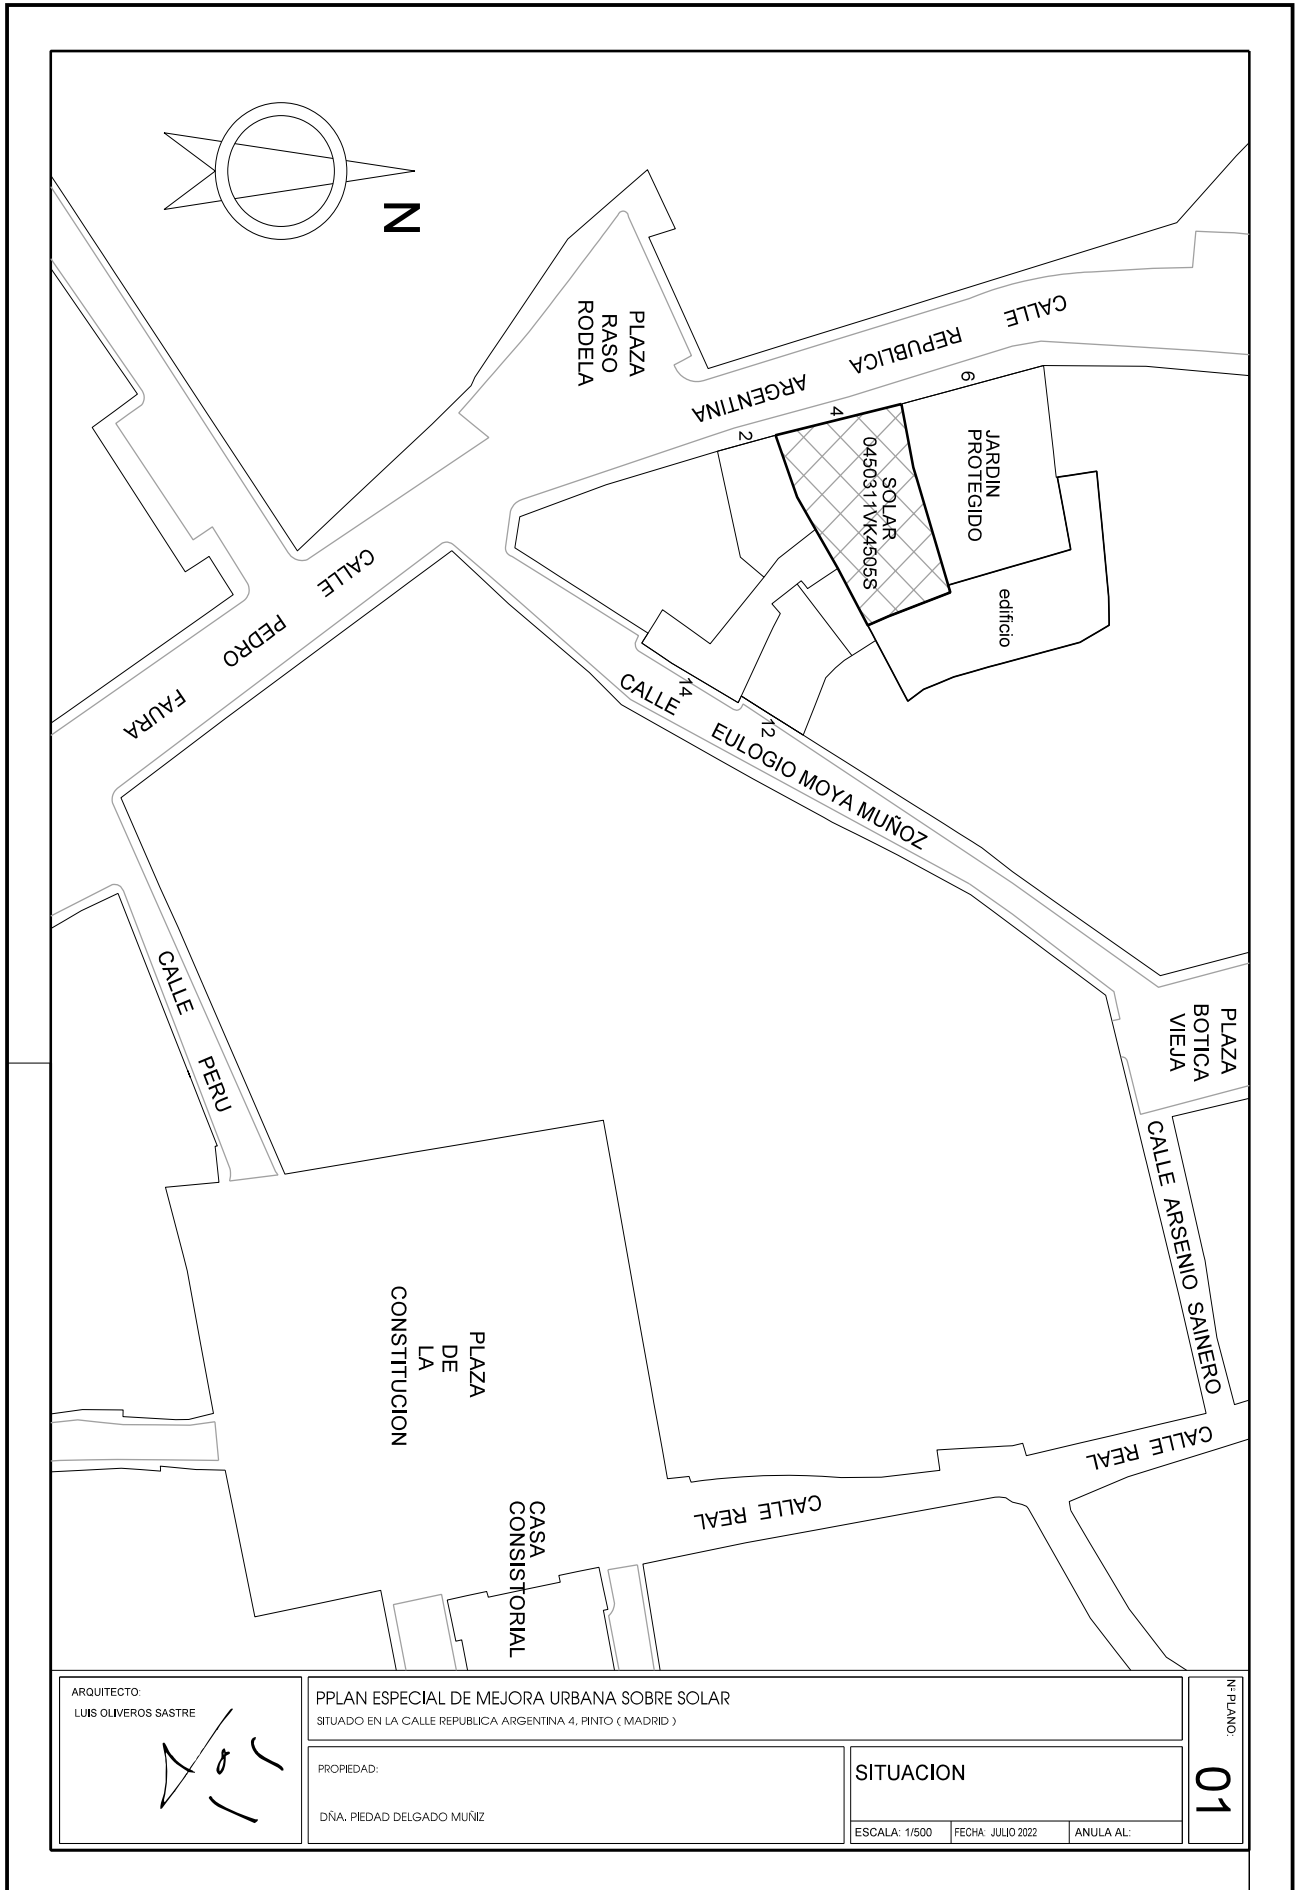 N
PLAZA
RASO
RODELA
CALLE REPUBLICA ARGENTINA
2
4
6
SOLAR
0450311VK4505S
JARDIN
PROTEGIDO
edificio
CALLE PEDRO FAURA
14
12
CALLE EULOGIO MOYA MUÑOZ
CALLE PERU
PLAZA
BOTICA
VIEJA
CALLE ARSENIO SAINERO
PLAZA
DE
LA
CONSTITUCION
CALLE REAL
CALLE REAL
CASA
CONSISTORIAL
ARQUITECTO:
LUIS OLIVEROS SASTRE
PPLAN ESPECIAL DE MEJORA URBANA SOBRE SOLAR
SITUADO EN LA CALLE REPUBLICA ARGENTINA 4, PINTO ( MADRID )
PROPIEDAD:
DÑA. PIEDAD DELGADO MUÑIZ
SITUACION
ESCALA: 1/500
FECHA: JULIO 2022
ANULA AL:
Nº PLANO:
01